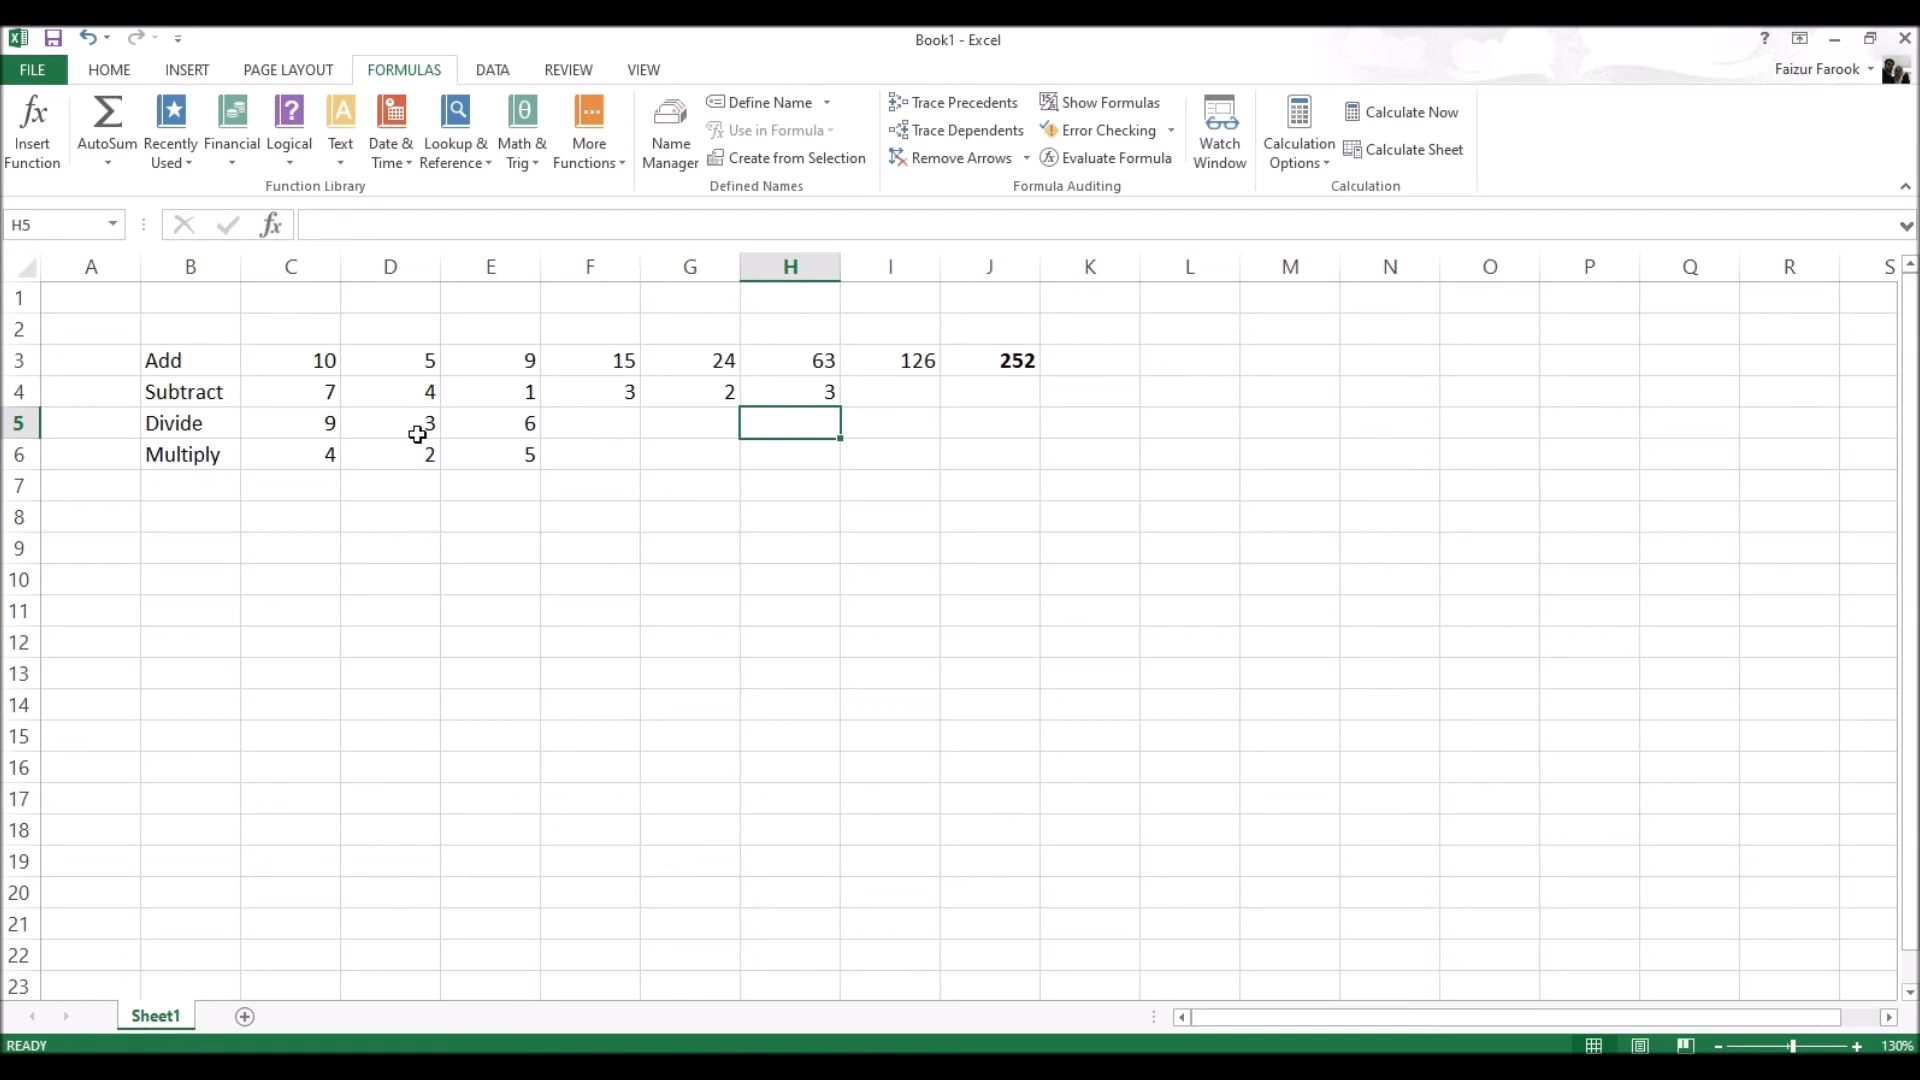 Book1 - Excel
?
FILE HOME INSERT PAGE LAYOUT FORMULAS DATA REVIEW VIEW Faizur Farook
fx Σ ? A θ
Insert Function
AutoSum
Recently Used
Financial
Logical
Text
Date & Time
Lookup & Reference
Math & Trig
More Functions
Function Library
Name Manager
Define Name
Use in Formula
Create from Selection
Defined Names
Trace Precedents
Trace Dependents
Remove Arrows
Show Formulas
Error Checking
Evaluate Formula
Formula Auditing
Watch Window
Calculation Options
Calculate Now
Calculate Sheet
Calculation
H5 fx
A B C D E F G H I J K L M N O P Q R S
1
2
3 Add 10 5 9 15 24 63 126 252
4 Subtract 7 4 1 3 2 3
5 Divide 9 3 6
6 Multiply 4 2 5
7
8
9
10
11
12
13
14
15
16
17
18
19
20
21
22
23
Sheet1
READY 130%